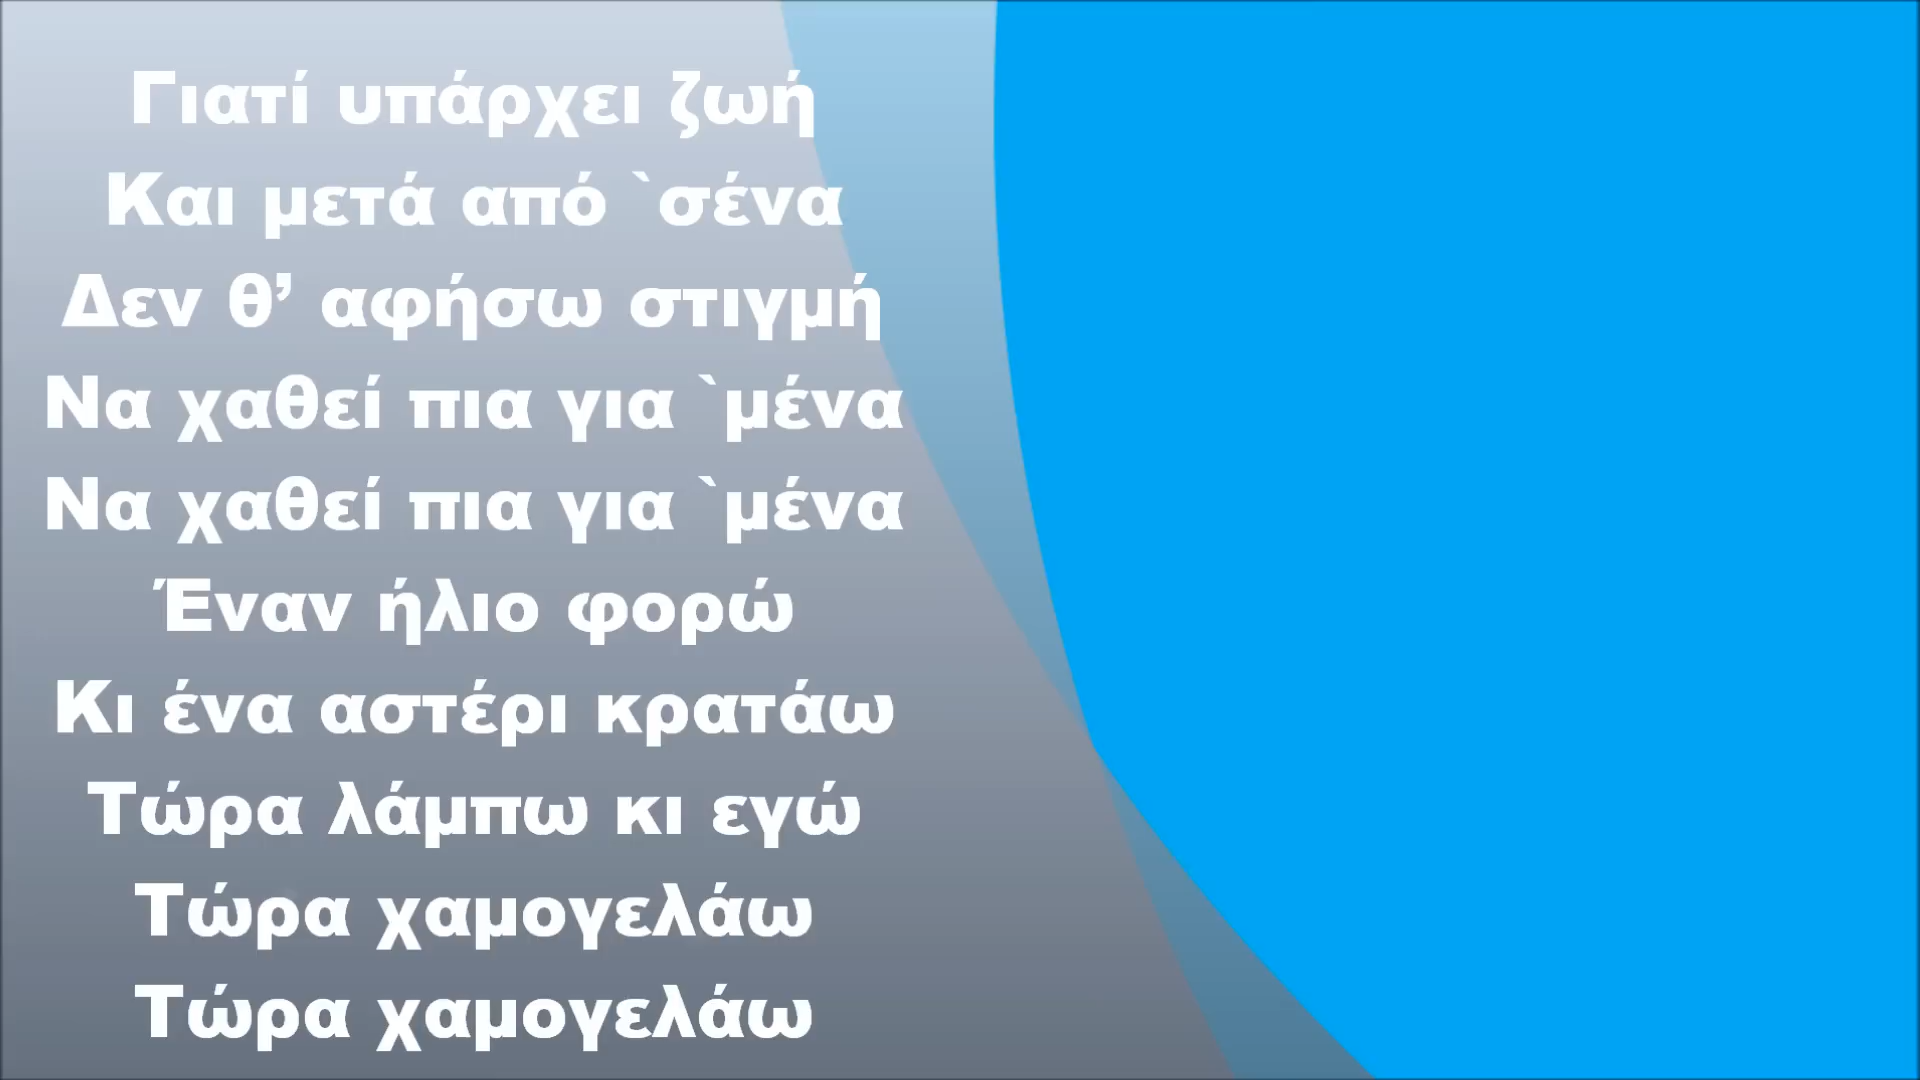 Γιατί υπάρχει ζωή
Και μετά από `σένα
Δεν θ’ αφήσω στιγμή
Να χαθεί πια για `μένα
Να χαθεί πια για `μένα
Έναν ήλιο φορώ
Κι ένα αστέρι κρατάω
Τώρα λάμπω κι εγώ
Τώρα χαμογελάω
Τώρα χαμογελάω